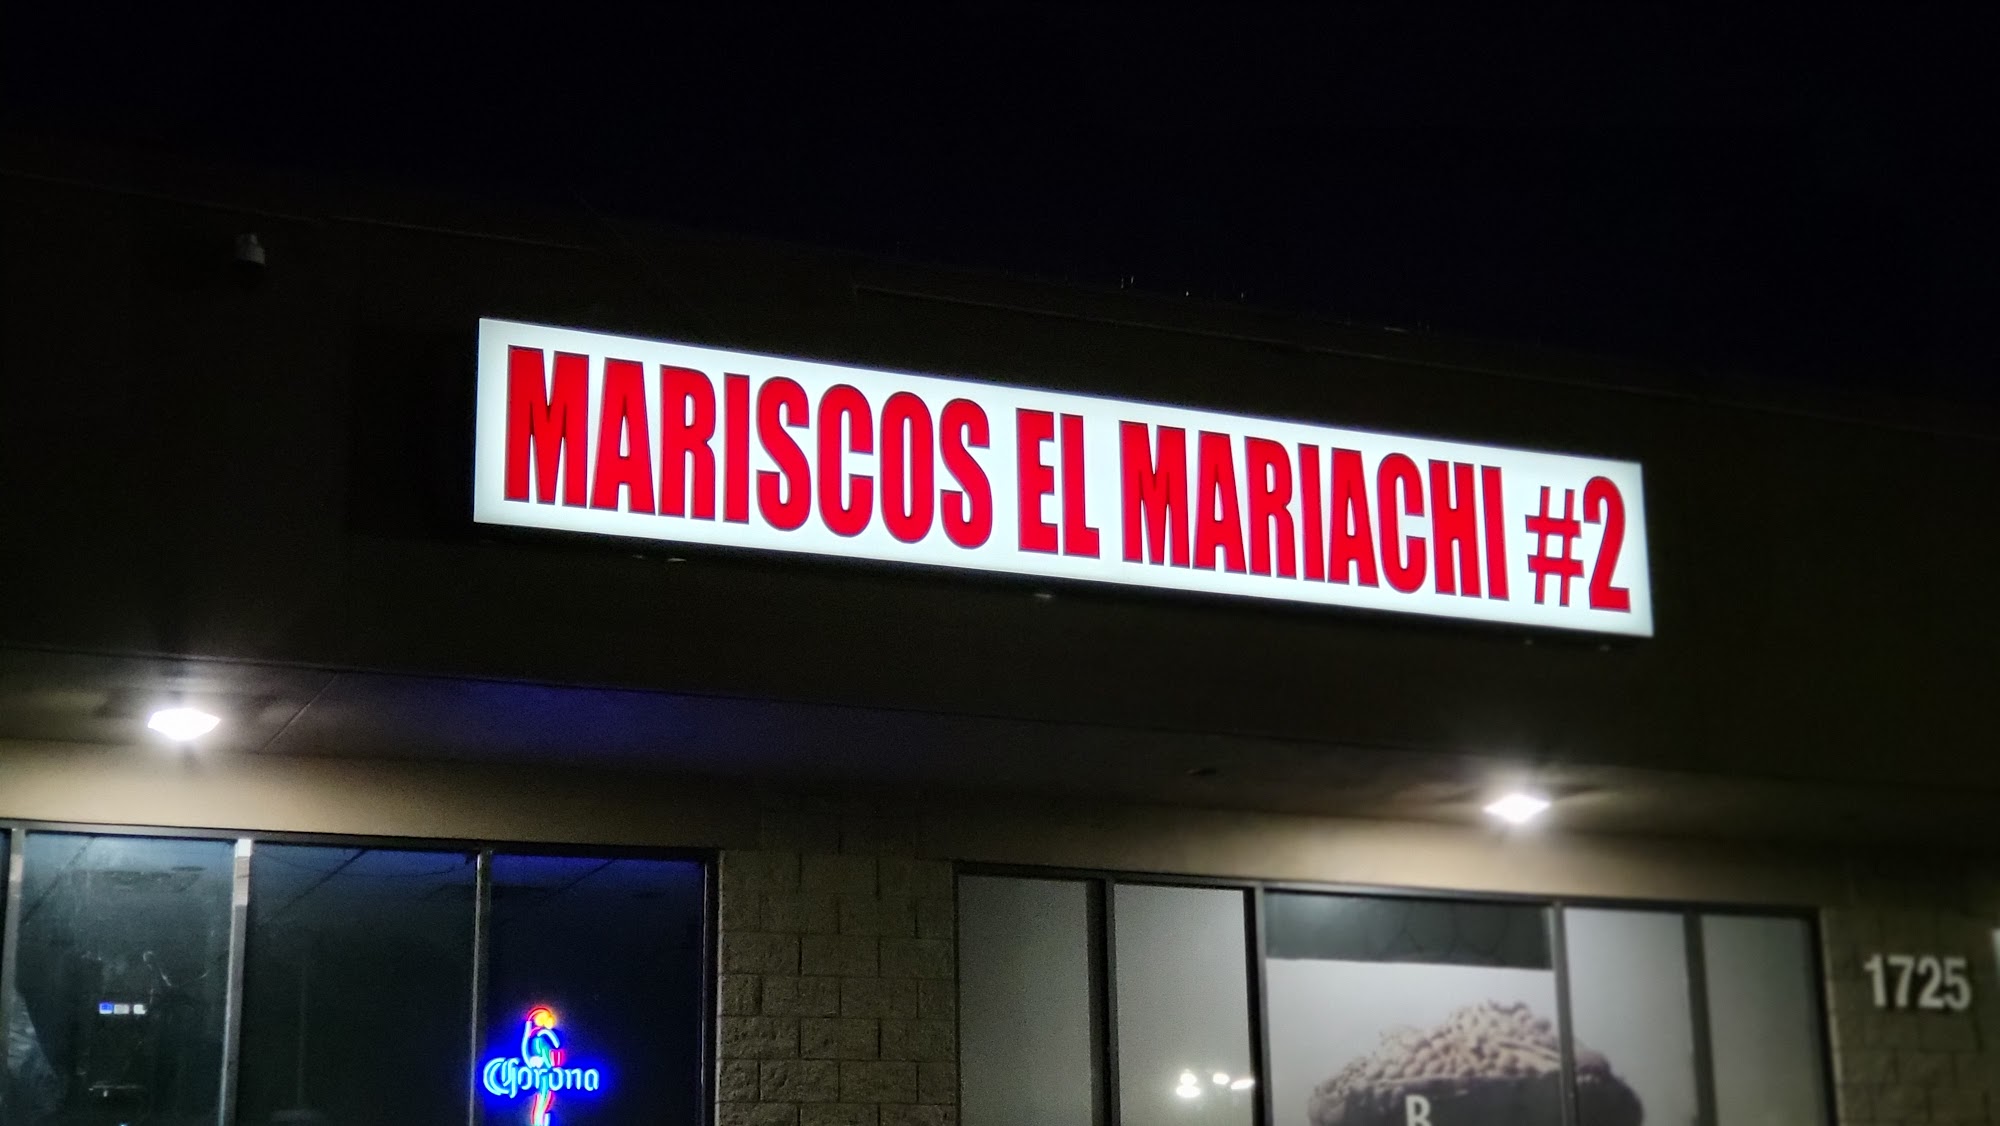 MARISCOS EL MARIACHI #2
1725
Corona
B